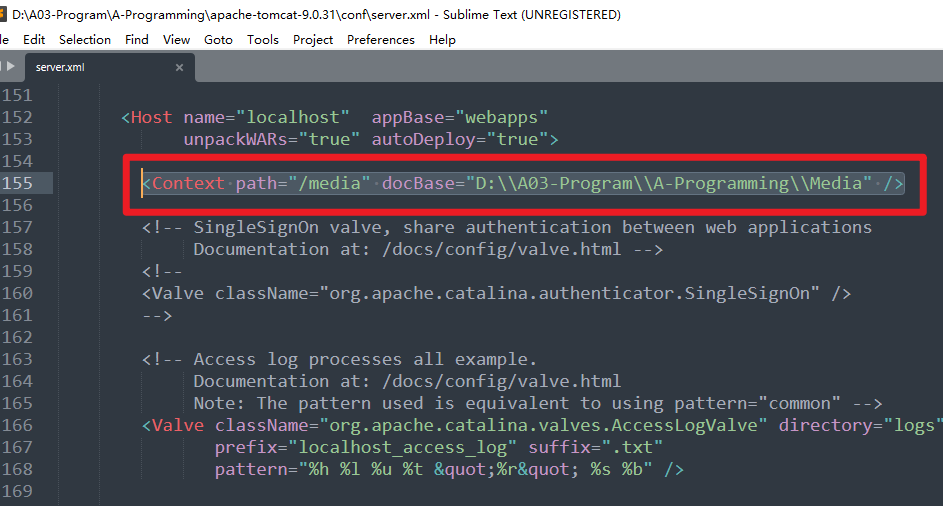 D:\A03-Program\A-Programming\apache-tomcat-9.0.31\conf\server.xml - Sublime Text (UNREGISTERED)
Edit Selection Find View Goto Tools Project Preferences Help
server.xml ×
151
152 <Host name="localhost"  appBase="webapps"
153 unpackWARs="true" autoDeploy="true">
154
155 <Context path="/media" docBase="D:\\A03-Program\\A-Programming\\Media" />
156
157 <!-- SingleSignOn valve, share authentication between web applications
158 Documentation at: /docs/config/valve.html -->
159 <!--
160 <Valve className="org.apache.catalina.authenticator.SingleSignOn" />
161 -->
162
163 <!-- Access log processes all example.
164 Documentation at: /docs/config/valve.html
165 Note: The pattern used is equivalent to using pattern="common" -->
166 <Valve className="org.apache.catalina.valves.AccessLogValve" directory="logs"
167 prefix="localhost_access_log" suffix=".txt"
168 pattern="%h %l %u %t &quot;%r&quot; %s %b" />
169